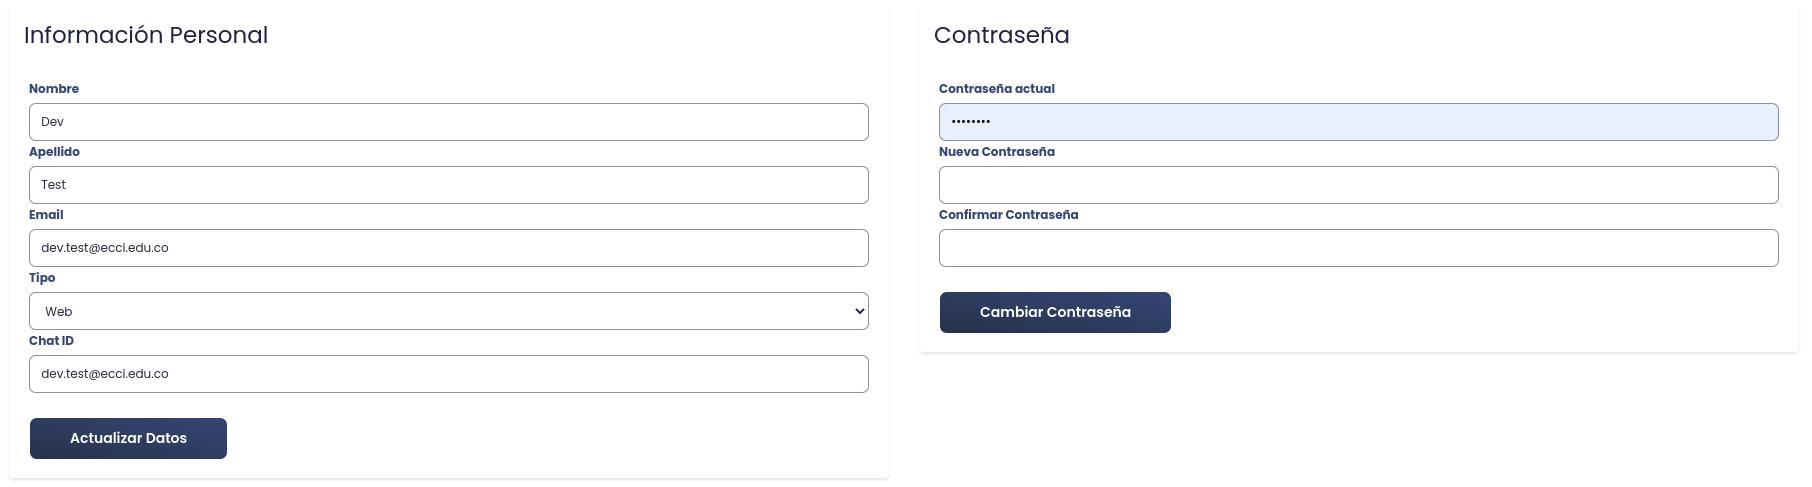 Información Personal
Nombre
Dev
Apellido
Test
Email
dev.test@ecci.edu.co
Tipo
Web
Chat ID
dev.test@ecci.edu.co
Actualizar Datos
Contraseña
Contraseña actual
••••••••
Nueva Contraseña
Confirmar Contraseña
Cambiar Contraseña